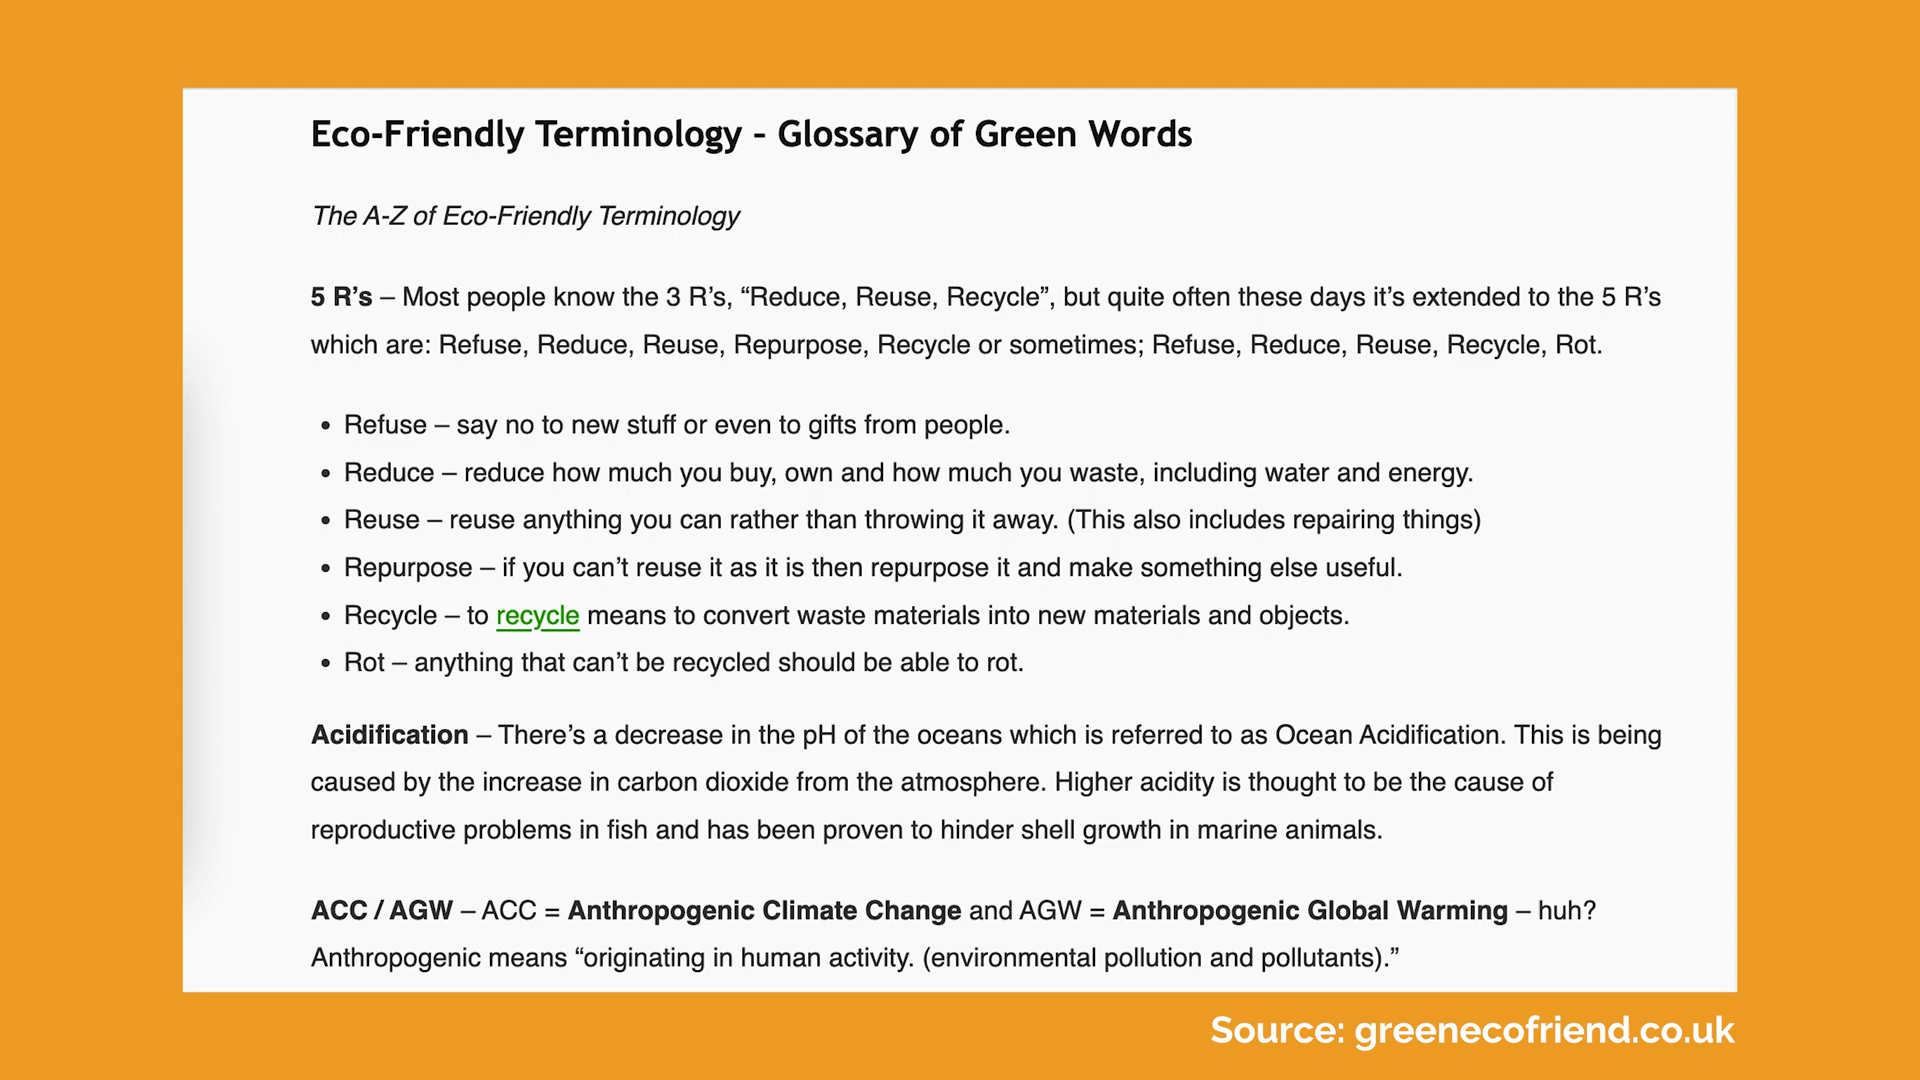 Eco-Friendly Terminology – Glossary of Green Words
The A-Z of Eco-Friendly Terminology
5 R’s – Most people know the 3 R’s, “Reduce, Reuse, Recycle”, but quite often these days it’s extended to the 5 R’s
which are: Refuse, Reduce, Reuse, Repurpose, Recycle or sometimes; Refuse, Reduce, Reuse, Recycle, Rot.
• Refuse – say no to new stuff or even to gifts from people.
• Reduce – reduce how much you buy, own and how much you waste, including water and energy.
• Reuse – reuse anything you can rather than throwing it away. (This also includes repairing things)
• Repurpose – if you can’t reuse it as it is then repurpose it and make something else useful.
• Recycle – to recycle means to convert waste materials into new materials and objects.
• Rot – anything that can’t be recycled should be able to rot.
Acidification – There’s a decrease in the pH of the oceans which is referred to as Ocean Acidification. This is being
caused by the increase in carbon dioxide from the atmosphere. Higher acidity is thought to be the cause of
reproductive problems in fish and has been proven to hinder shell growth in marine animals.
ACC / AGW – ACC = Anthropogenic Climate Change and AGW = Anthropogenic Global Warming – huh?
Anthropogenic means “originating in human activity. (environmental pollution and pollutants).”
Source: greenecofriend.co.uk